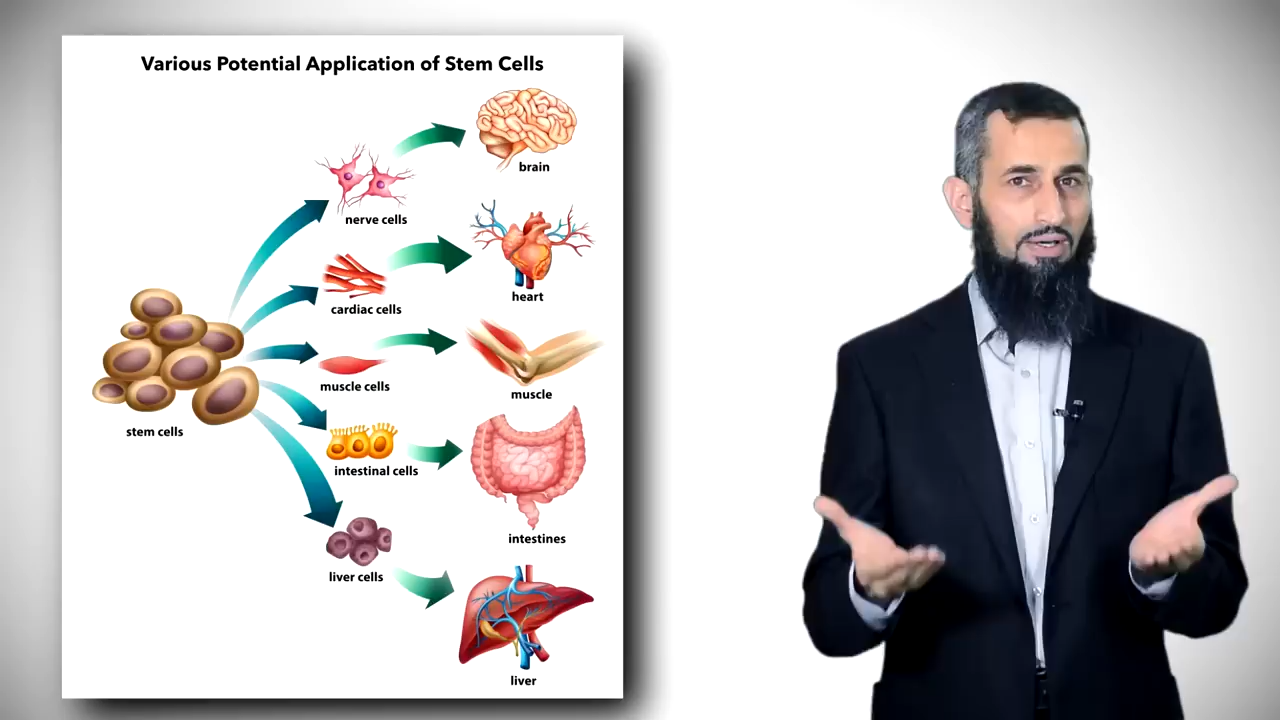 Various Potential Application of Stem Cells
brain
nerve cells
heart
cardiac cells
muscle cells
muscle
stem cells
intestinal cells
intestines
liver cells
liver